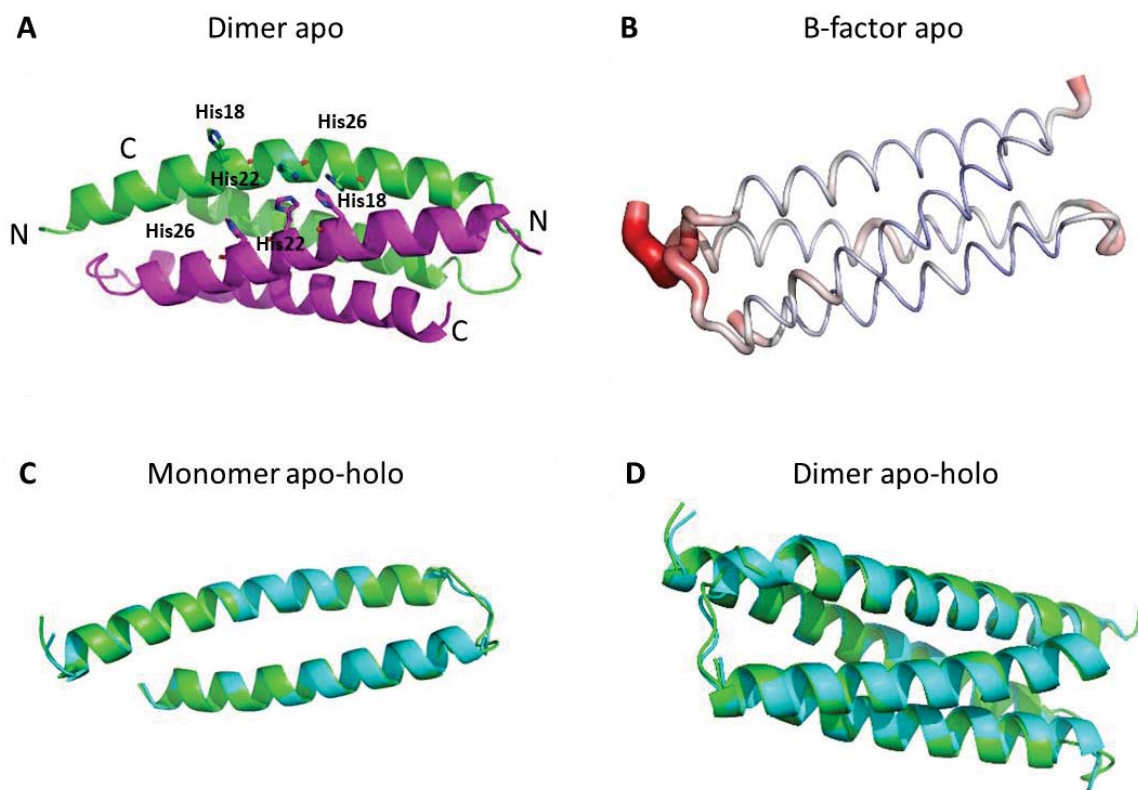 A
Dimer apo
His18
His26
C
His22
His18
N
N
His26
His22
C
B
B-factor apo
C
Monomer apo-holo
D
Dimer apo-holo